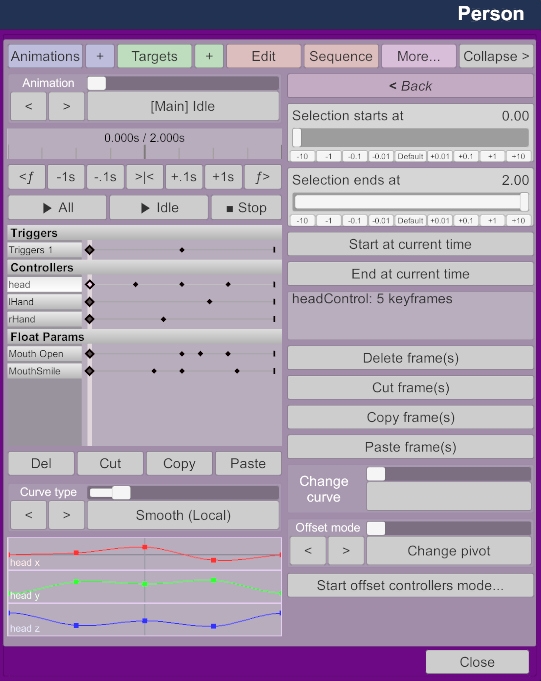 Person
Animations
+
Targets
+
Edit
Sequence
More...
Collapse >
Animation
<
>
[Main] Idle
0.000s / 2.000s
<ƒ
-1s
-.1s
>|<
+.1s
+1s
ƒ>
▶ All
▶ Idle
■ Stop
Triggers
Triggers 1
Controllers
head
lHand
rHand
Float Params
Mouth Open
MouthSmile
Del
Cut
Copy
Paste
Curve type
<
>
Smooth (Local)
head x
head y
head z
< Back
Selection starts at 0.00
-10 -1 -0.1 -0.01 Default +0.01 +0.1 +1 +10
Selection ends at 2.00
-10 -1 -0.1 -0.01 Default +0.01 +0.1 +1 +10
Start at current time
End at current time
headControl: 5 keyframes
Delete frame(s)
Cut frame(s)
Copy frame(s)
Paste frame(s)
Change
curve
Offset mode
<
>
Change pivot
Start offset controllers mode...
Close